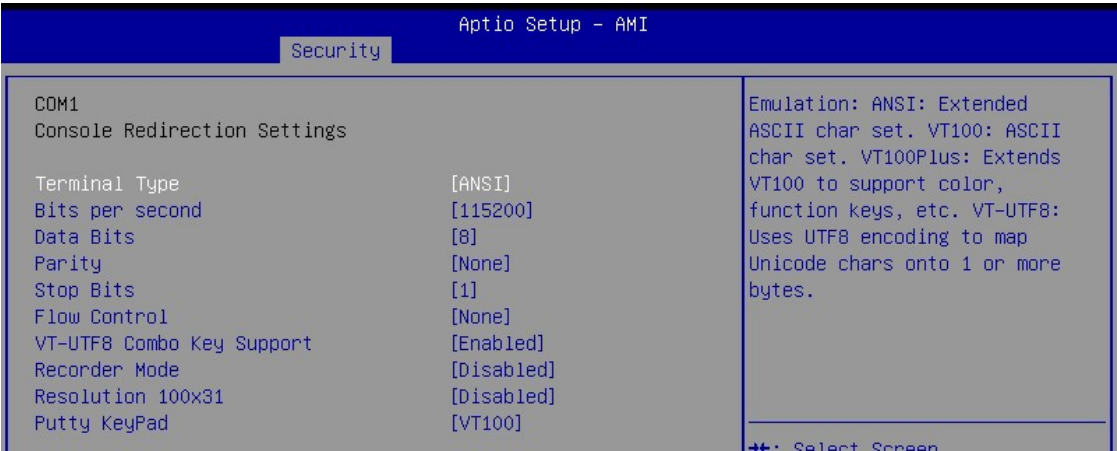 Aptio Setup - AMI
Security
COM1
Console Redirection Settings
Terminal Type [ANSI]
Bits per second [115200]
Data Bits [8]
Parity [None]
Stop Bits [1]
Flow Control [None]
VT-UTF8 Combo Key Support [Enabled]
Recorder Mode [Disabled]
Resolution 100x31 [Disabled]
Putty KeyPad [VT100]
Emulation: ANSI: Extended
ASCII char set. VT100: ASCII
char set. VT100Plus: Extends
VT100 to support color,
function keys, etc. VT-UTF8:
Uses UTF8 encoding to map
Unicode chars onto 1 or more
bytes.
→←: Select Screen